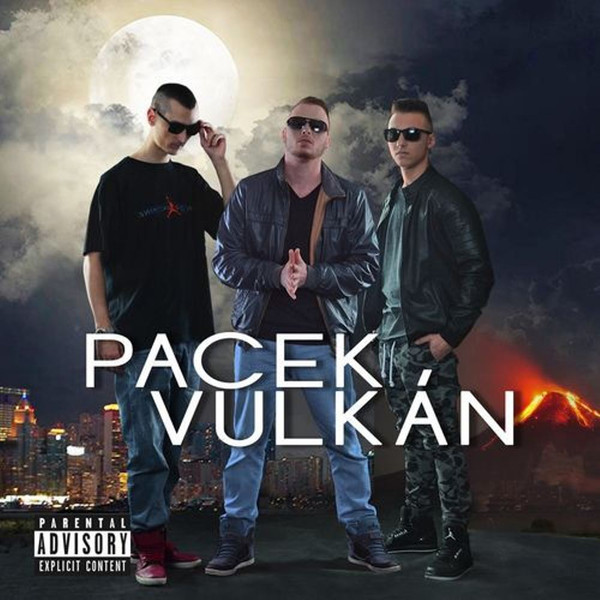 PACEK
VULKÁN
PARENTAL
ADVISORY
EXPLICIT CONTENT